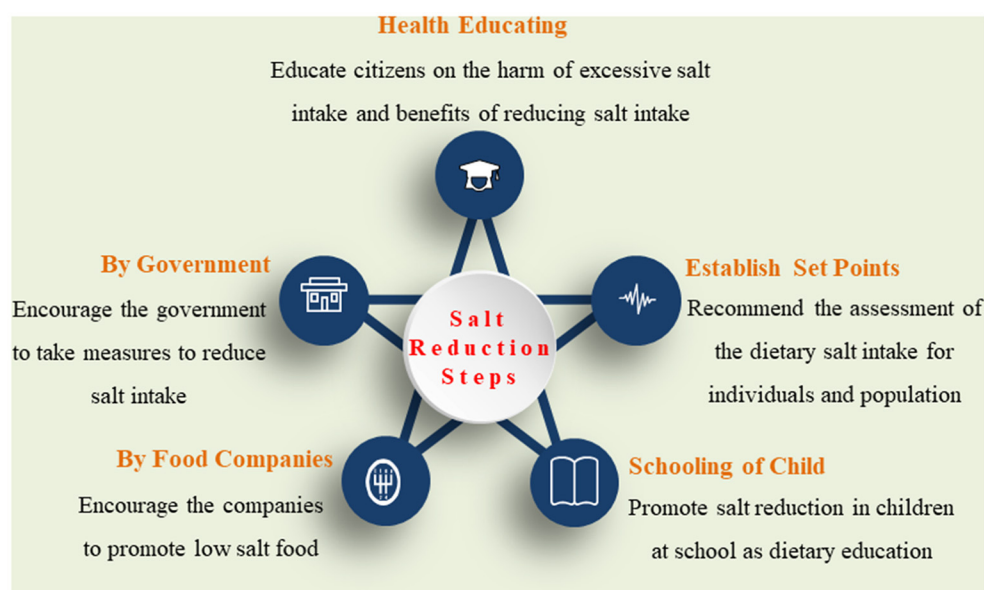 Health Educating
Educate citizens on the harm of excessive salt
intake and benefits of reducing salt intake
By Government
Encourage the government
to take measures to reduce
salt intake
Establish Set Points
Recommend the assessment of
the dietary salt intake for
individuals and population
Salt
Reduction
Steps
By Food Companies
Encourage the companies
to promote low salt food
Schooling of Child
Promote salt reduction in children
at school as dietary education